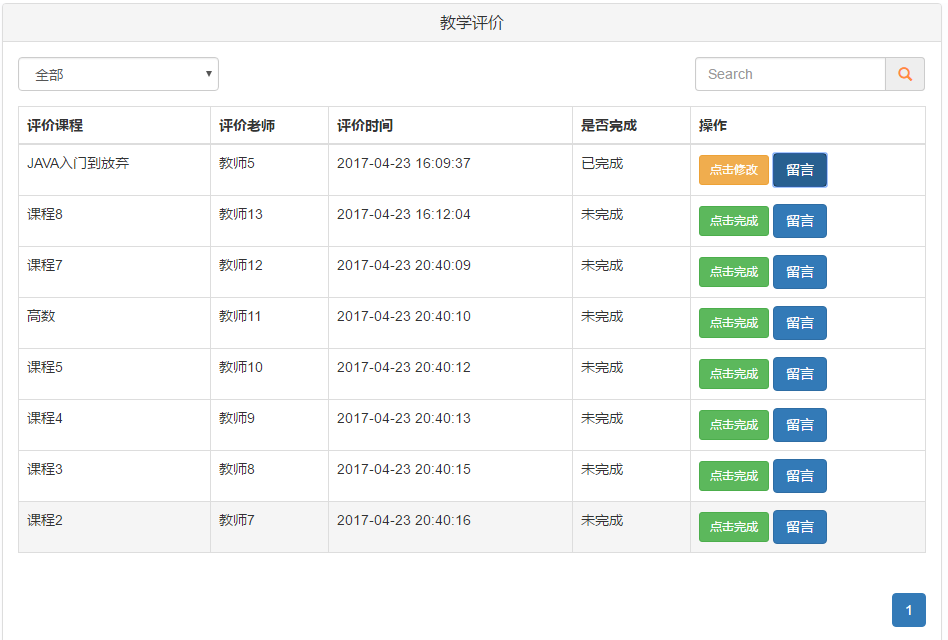 教学评价
全部 Search
评价课程 评价老师 评价时间 是否完成 操作
JAVA入门到放弃 教师5 2017-04-23 16:09:37 已完成 点击修改 留言
课程8 教师13 2017-04-23 16:12:04 未完成 点击完成 留言
课程7 教师12 2017-04-23 20:40:09 未完成 点击完成 留言
高数 教师11 2017-04-23 20:40:10 未完成 点击完成 留言
课程5 教师10 2017-04-23 20:40:12 未完成 点击完成 留言
课程4 教师9 2017-04-23 20:40:13 未完成 点击完成 留言
课程3 教师8 2017-04-23 20:40:15 未完成 点击完成 留言
课程2 教师7 2017-04-23 20:40:16 未完成 点击完成 留言
1